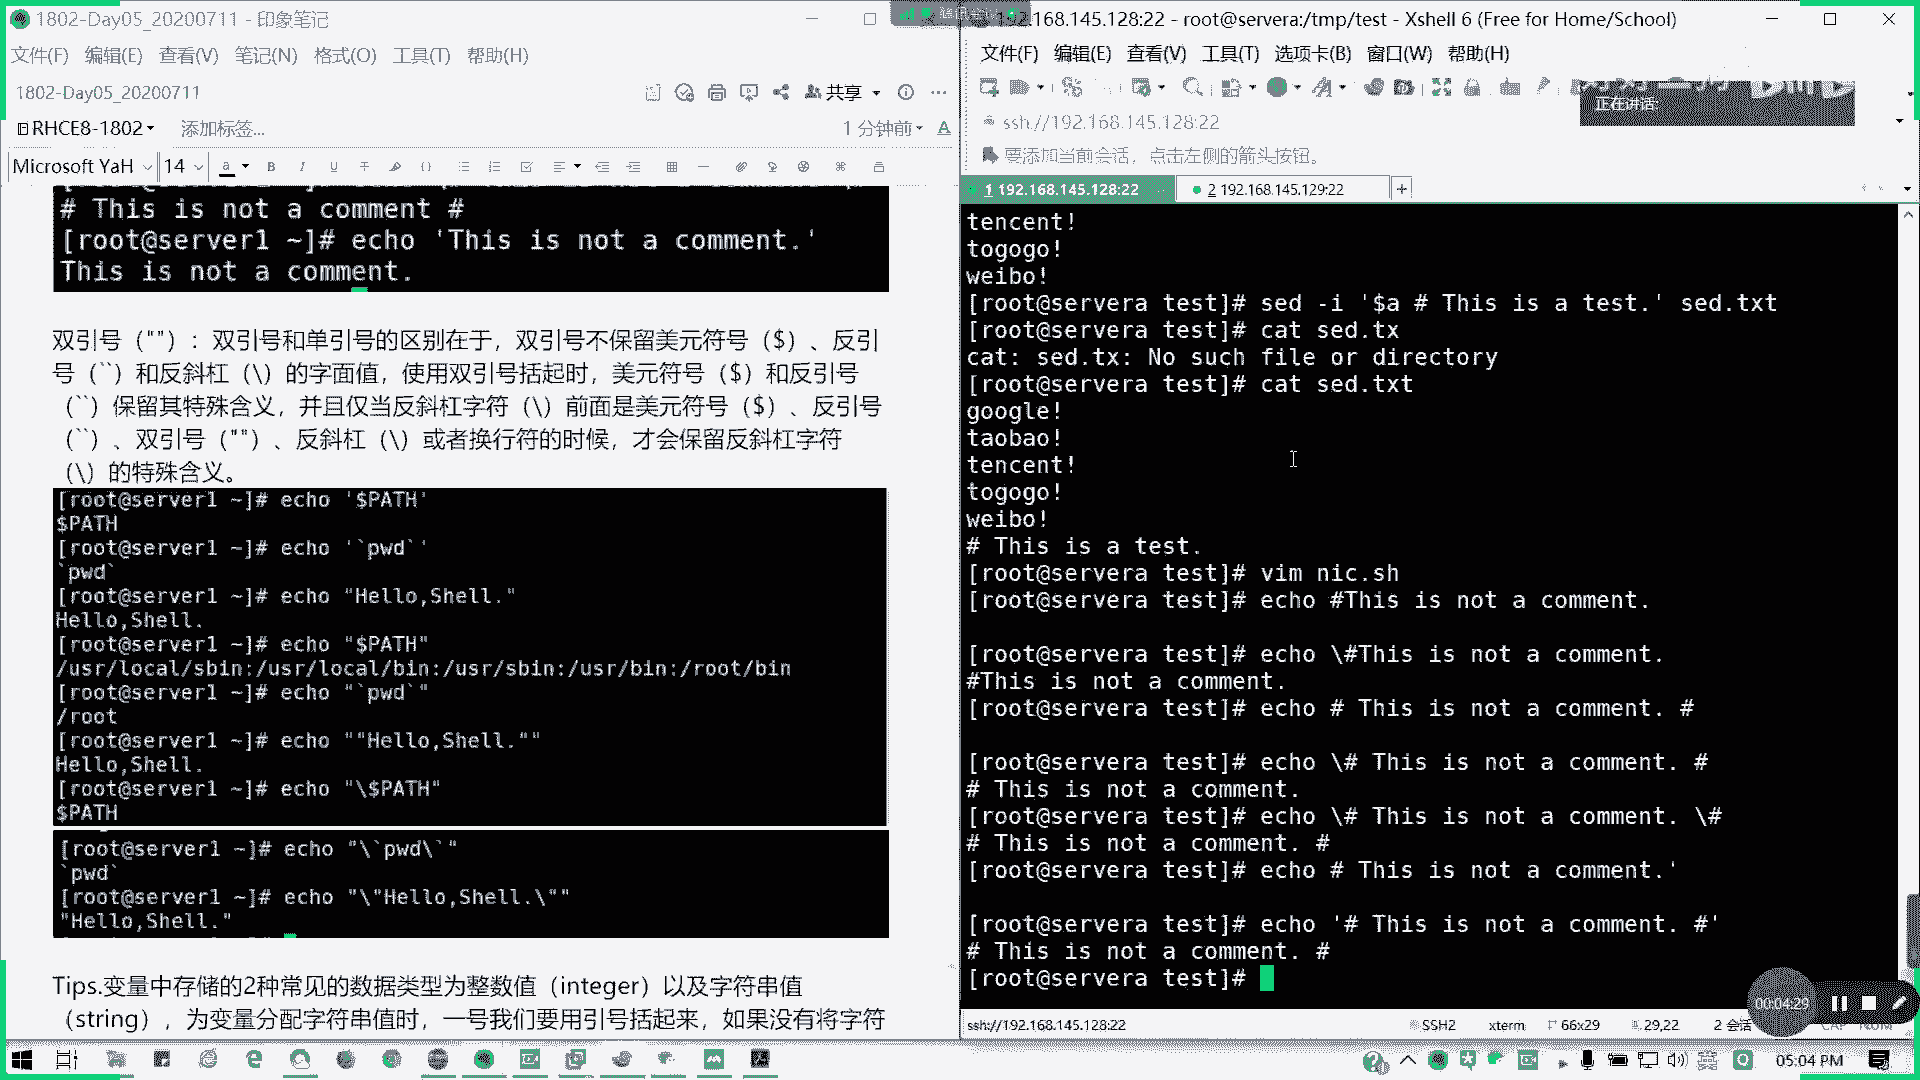 1802-Day05_20200711 - 印象笔记
文件(F) 编辑(E) 查看(V) 笔记(N) 格式(O) 工具(T) 帮助(H)
1802-Day05_20200711
共享
RHCE8-1802 添加标签...
1 分钟前
Microsoft YaH 14
# This is not a comment #
[root@server1 ~]# echo 'This is not a comment.'
This is not a comment.
双引号（""）：双引号和单引号的区别在于，双引号不保留美元符号（$）、反引
号（``）和反斜杠（\）的字面值，使用双引号括起时，美元符号（$）和反引号
（``）保留其特殊含义，并且仅当反斜杠字符（\）前面是美元符号（$）、反引号
（``）、双引号（""）、反斜杠（\）或者换行符的时候，才会保留反斜杠字符
（\）的特殊含义。
[root@server1 ~]# echo '$PATH'
$PATH
[root@server1 ~]# echo '`pwd`'
`pwd`
[root@server1 ~]# echo "Hello,Shell."
Hello,Shell.
[root@server1 ~]# echo "$PATH"
/usr/local/sbin:/usr/local/bin:/usr/sbin:/usr/bin:/root/bin
[root@server1 ~]# echo "`pwd`"
/root
[root@server1 ~]# echo ""Hello,Shell.""
Hello,Shell.
[root@server1 ~]# echo "\$PATH"
$PATH
[root@server1 ~]# echo "\`pwd\`"
`pwd`
[root@server1 ~]# echo "\"Hello,Shell.\""
"Hello,Shell."
Tips.变量中存储的2种常见的数据类型为整数值（integer）以及字符串值
（string），为变量分配字符串值时，一号我们要用引号括起来，如果没有将字符
192.168.145.128:22 - root@servera:/tmp/test - Xshell 6 (Free for Home/School)
文件(F) 编辑(E) 查看(V) 工具(T) 选项卡(B) 窗口(W) 帮助(H)
正在讲话:
ssh://192.168.145.128:22
要添加当前会话，点击左侧的箭头按钮。
1 192.168.145.128:22
2 192.168.145.129:22
tencent!
togogo!
weibo!
[root@servera test]# sed -i '$a # This is a test.' sed.txt
[root@servera test]# cat sed.tx
cat: sed.tx: No such file or directory
[root@servera test]# cat sed.txt
google!
taobao!
tencent!
togogo!
weibo!
# This is a test.
[root@servera test]# vim nic.sh
[root@servera test]# echo #This is not a comment.
[root@servera test]# echo \#This is not a comment.
#This is not a comment.
[root@servera test]# echo # This is not a comment. #
[root@servera test]# echo \# This is not a comment. #
# This is not a comment.
[root@servera test]# echo \# This is not a comment. \#
# This is not a comment. #
[root@servera test]# echo # This is not a comment.'
[root@servera test]# echo '# This is not a comment. #'
# This is not a comment. #
[root@servera test]#
00:04:29
ssh://192.168.145.128:22 SSH2 xterm 66x29 29,22 2 会话 CAP NUM
05:04 PM